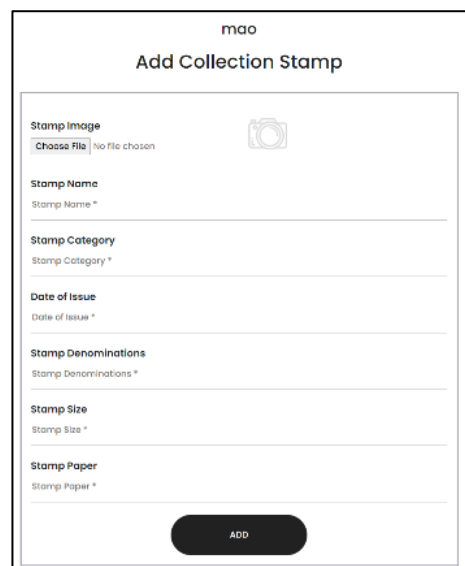 mao
Add Collection Stamp
Stamp Image
Choose File No file chosen
Stamp Name
Stamp Name *
Stamp Category
Stamp Category *
Date of Issue
Date of Issue *
Stamp Denominations
Stamp Denominations *
Stamp Size
Stamp Size *
Stamp Paper
Stamp Paper *
ADD